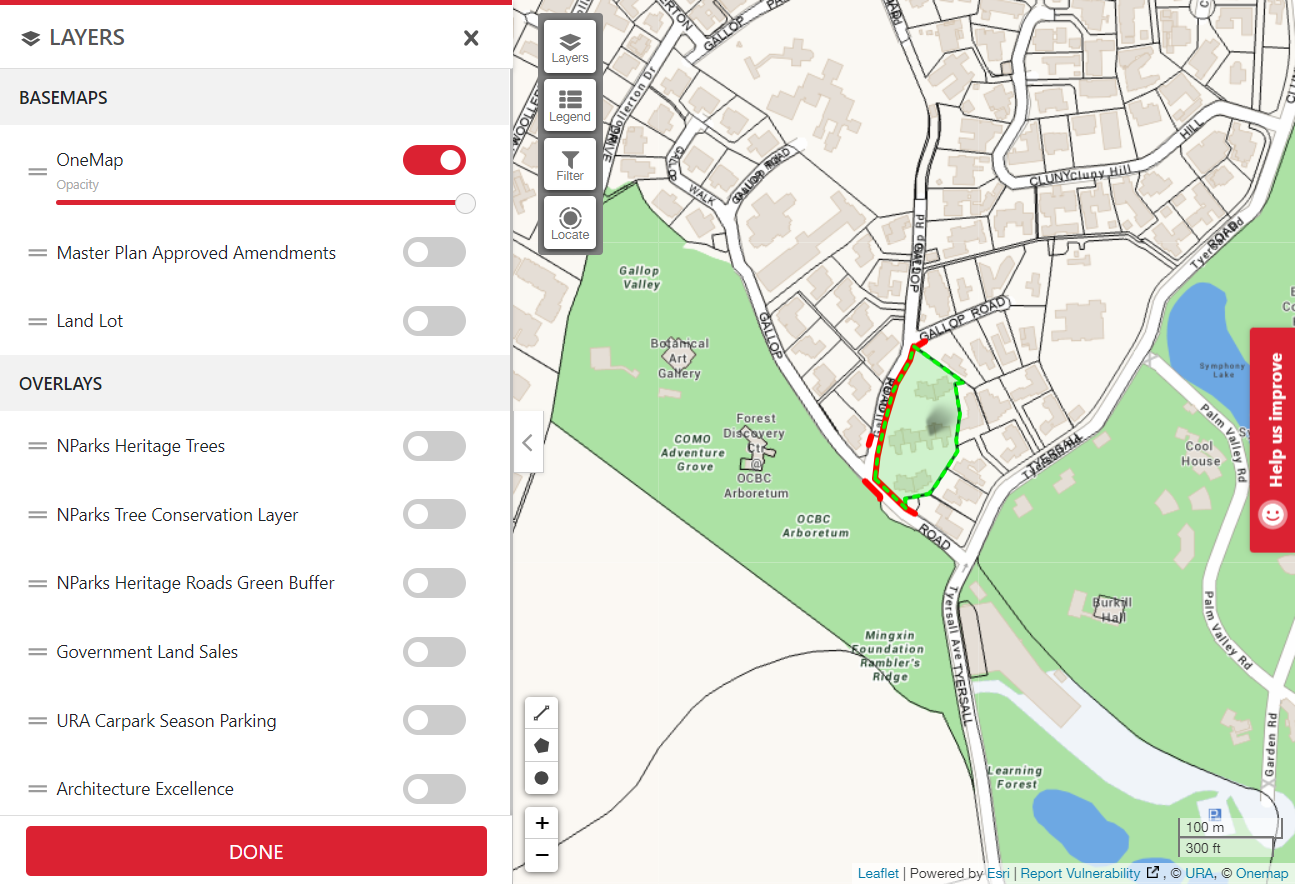 LAYERS
BASEMAPS
OneMap
Opacity
Master Plan Approved Amendments
Land Lot
OVERLAYS
NParks Heritage Trees
NParks Tree Conservation Layer
NParks Heritage Roads Green Buffer
Government Land Sales
URA Carpark Season Parking
Architecture Excellence
DONE
Layers
Legend
Filter
Locate
GALLOP
DRIVE
GALLOP
WALK
GALLOP ROAD
Gallop Rd
GALLOP
CLUNY
Cluny Hill
HILL
ROAD
Gallop
Valley
GALLOP
GALLOP ROAD
Botanical
Art
Gallery
Symphony
Lake
Forest
Discovery
Ctr
@
OCBC
Arboretum
COMO
Adventure
Grove
OCBC
Arboretum
ROAD
TYERSALL
Cool
House
Palm Valley Rd
Help us improve
Burkill
Hall
Palm Valley Rd
Mingxin
Foundation
Rambler's
Ridge
Tyersall Ave
TYERSALL
Garden Rd
Learning
Forest
100 m
300 ft
Leaflet | Powered by Esri | Report Vulnerability , © URA, © Onemap